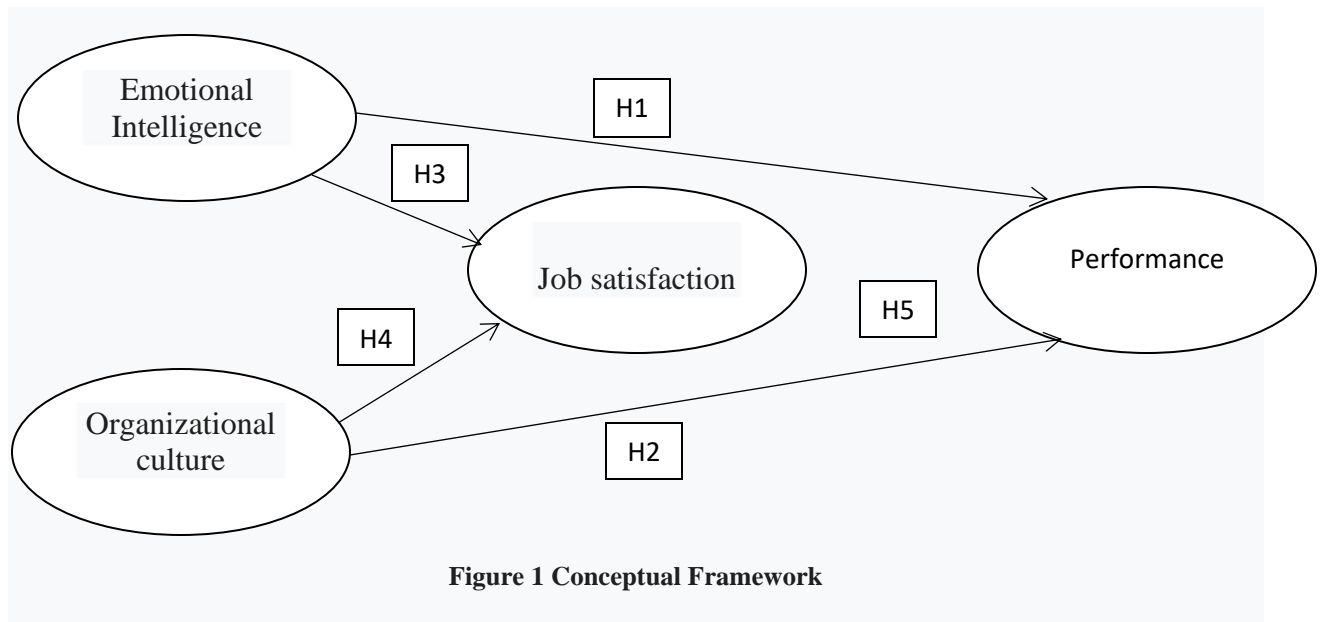 Emotional
Intelligence
H1
H3
Job satisfaction
Performance
H5
H4
Organizational
culture
H2
Figure 1 Conceptual Framework